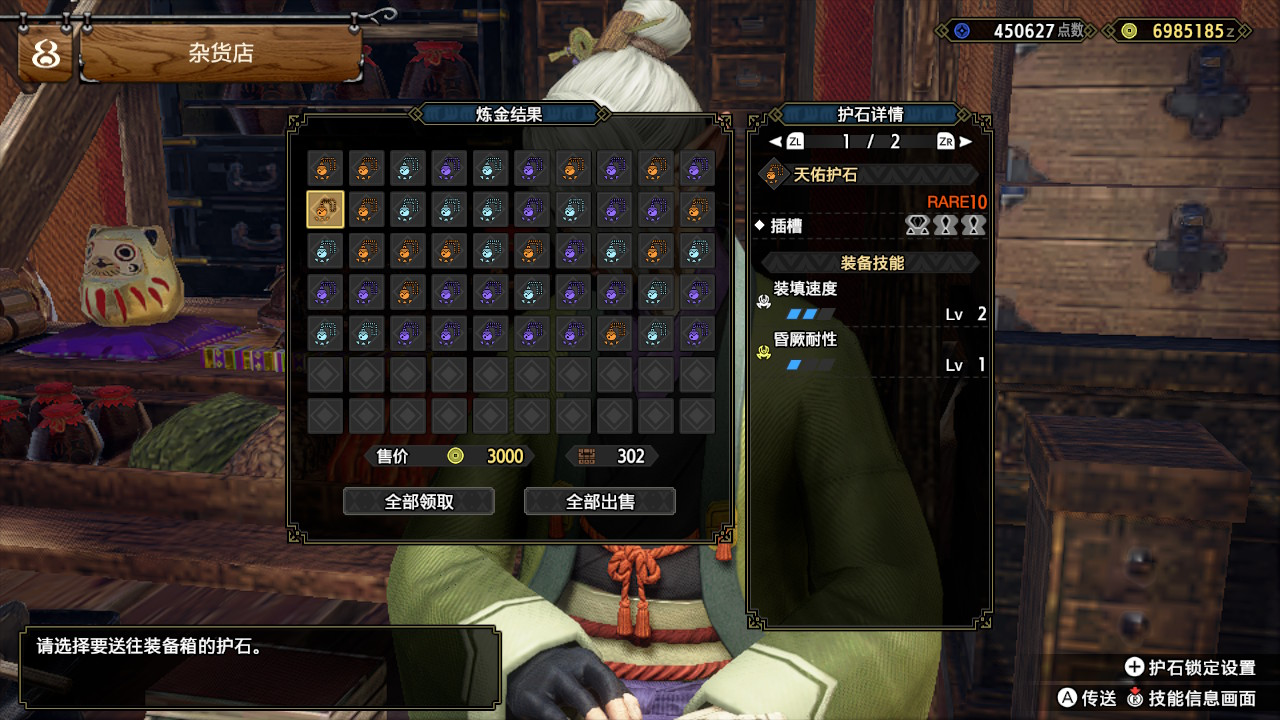 杂货店
450627点数
6985185z
炼金结果
护石详情
ZL 1 / 2 ZR
天佑护石
RARE10
插槽
装备技能
装填速度
Lv 2
昏厥耐性
Lv 1
售价 3000 302
全部领取 全部出售
请选择要送往装备箱的护石。
+护石锁定设置
A传送 R技能信息画面